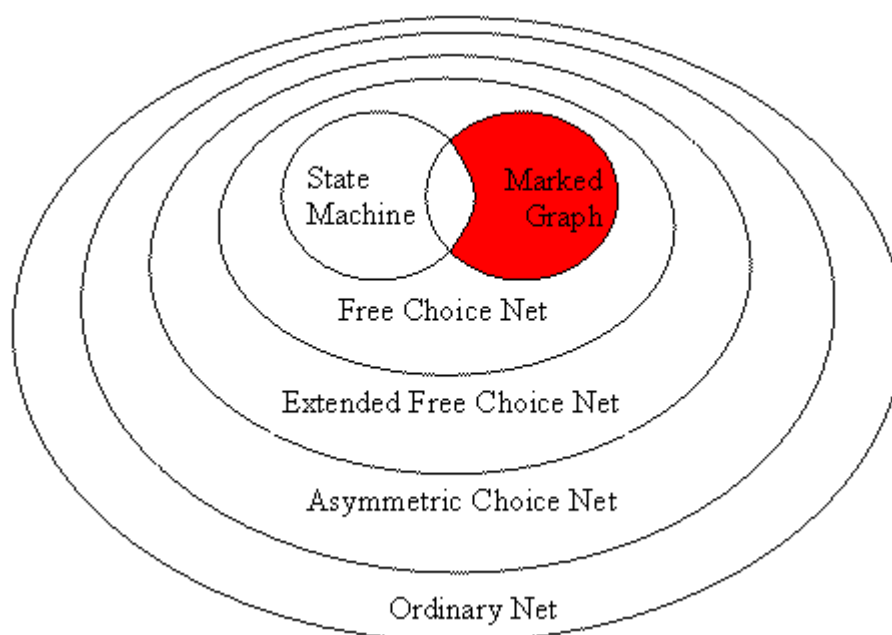 State
Machine
Marked
Graph
Free Choice Net
Extended Free Choice Net
Asymmetric Choice Net
Ordinary Net